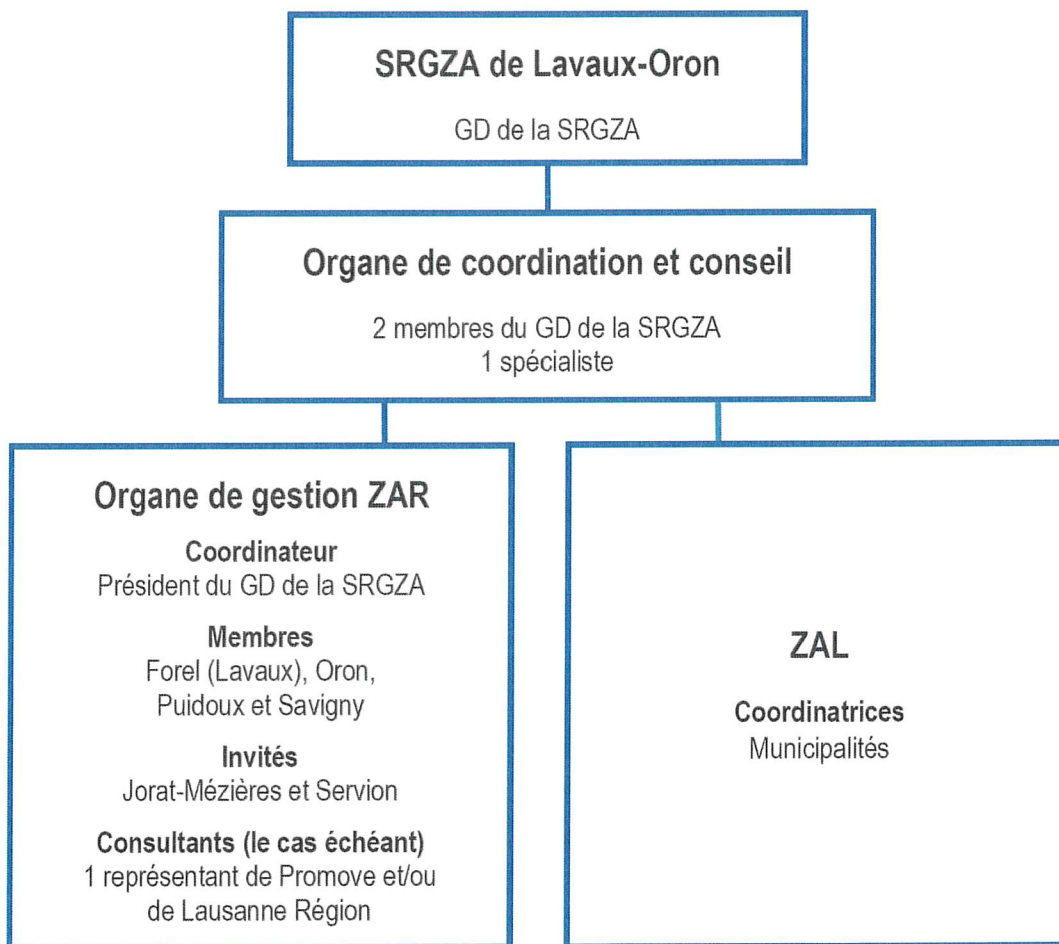 SRGZA de Lavaux-Oron
GD de la SRGZA
Organe de coordination et conseil
2 membres du GD de la SRGZA
1 spécialiste
Organe de gestion ZAR
Coordinateur
Président du GD de la SRGZA
Membres
Forel (Lavaux), Oron,
Puidoux et Savigny
Invités
Jorat-Mézières et Servion
Consultants (le cas échéant)
1 représentant de Promove et/ou
de Lausanne Région
ZAL
Coordinatrices
Municipalités